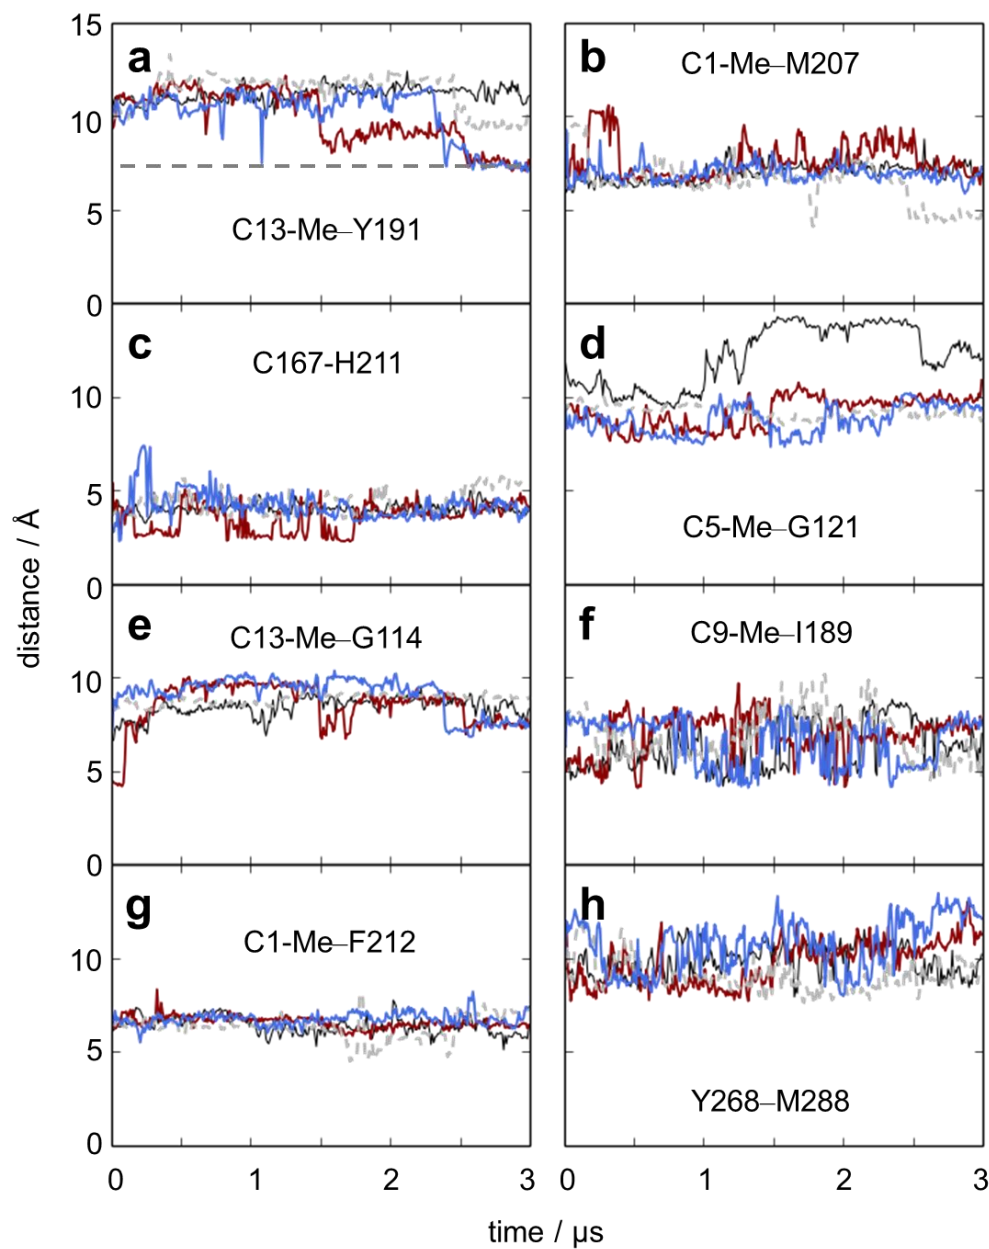 15
a
b
C1-Me–M207
10
5
C13-Me–Y191
0
c
d
C167-H211
10
5
C5-Me–G121
0
e
f
C13-Me–G114
C9-Me–I189
10
5
0
g
h
C1-Me–F212
10
5
Y268–M288
0
0
1
2
3
0
1
2
3
distance / Å
time / µs